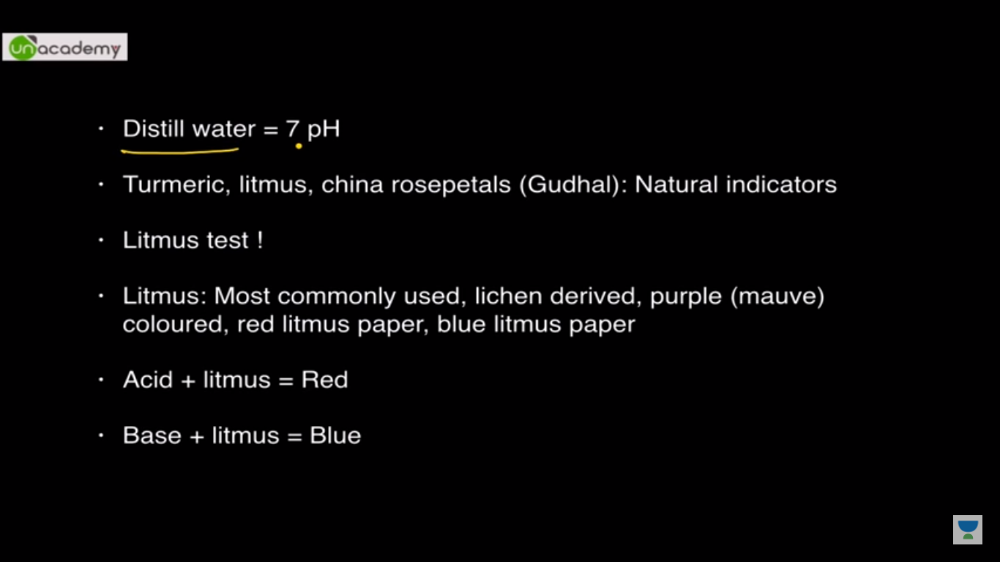 unacademy
· Distill water = 7 pH
· Turmeric, litmus, china rosepetals (Gudhal): Natural indicators
· Litmus test !
· Litmus: Most commonly used, lichen derived, purple (mauve)
coloured, red litmus paper, blue litmus paper
· Acid + litmus = Red
· Base + litmus = Blue